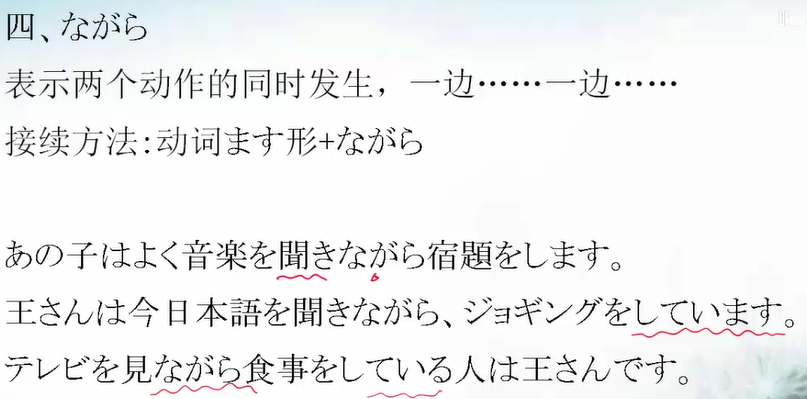 四、ながら
表示两个动作的同时发生，一边……一边……
接续方法:动词ます形+ながら
あの子はよく音楽を聞きながら宿題をします。
王さんは今日本語を聞きながら、ジョギングをしています。
テレビを見ながら食事をしている人は王さんです。